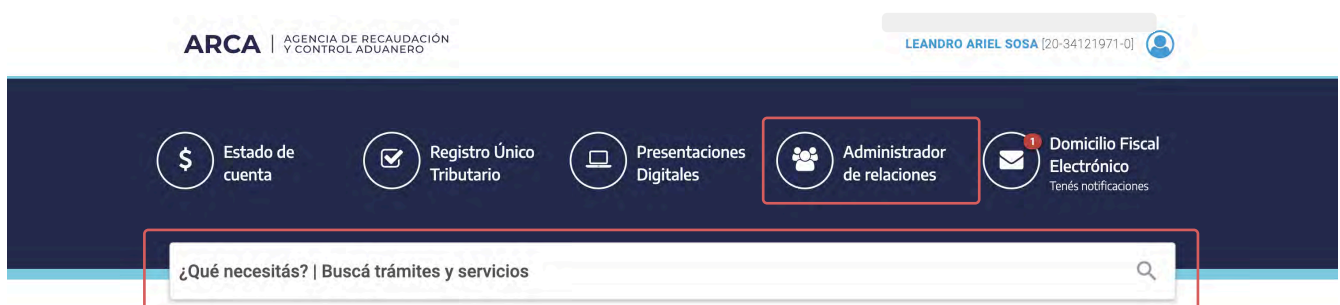 ARCA | AGENCIA DE RECAUDACIÓN
Y CONTROL ADUANERO
LEANDRO ARIEL SOSA [20-34121971-0]
$ Estado de
cuenta
Registro Único
Tributario
Presentaciones
Digitales
Administrador
de relaciones
1
Domicilio Fiscal
Electrónico
Tenés notificaciones
¿Qué necesitás? | Buscá trámites y servicios